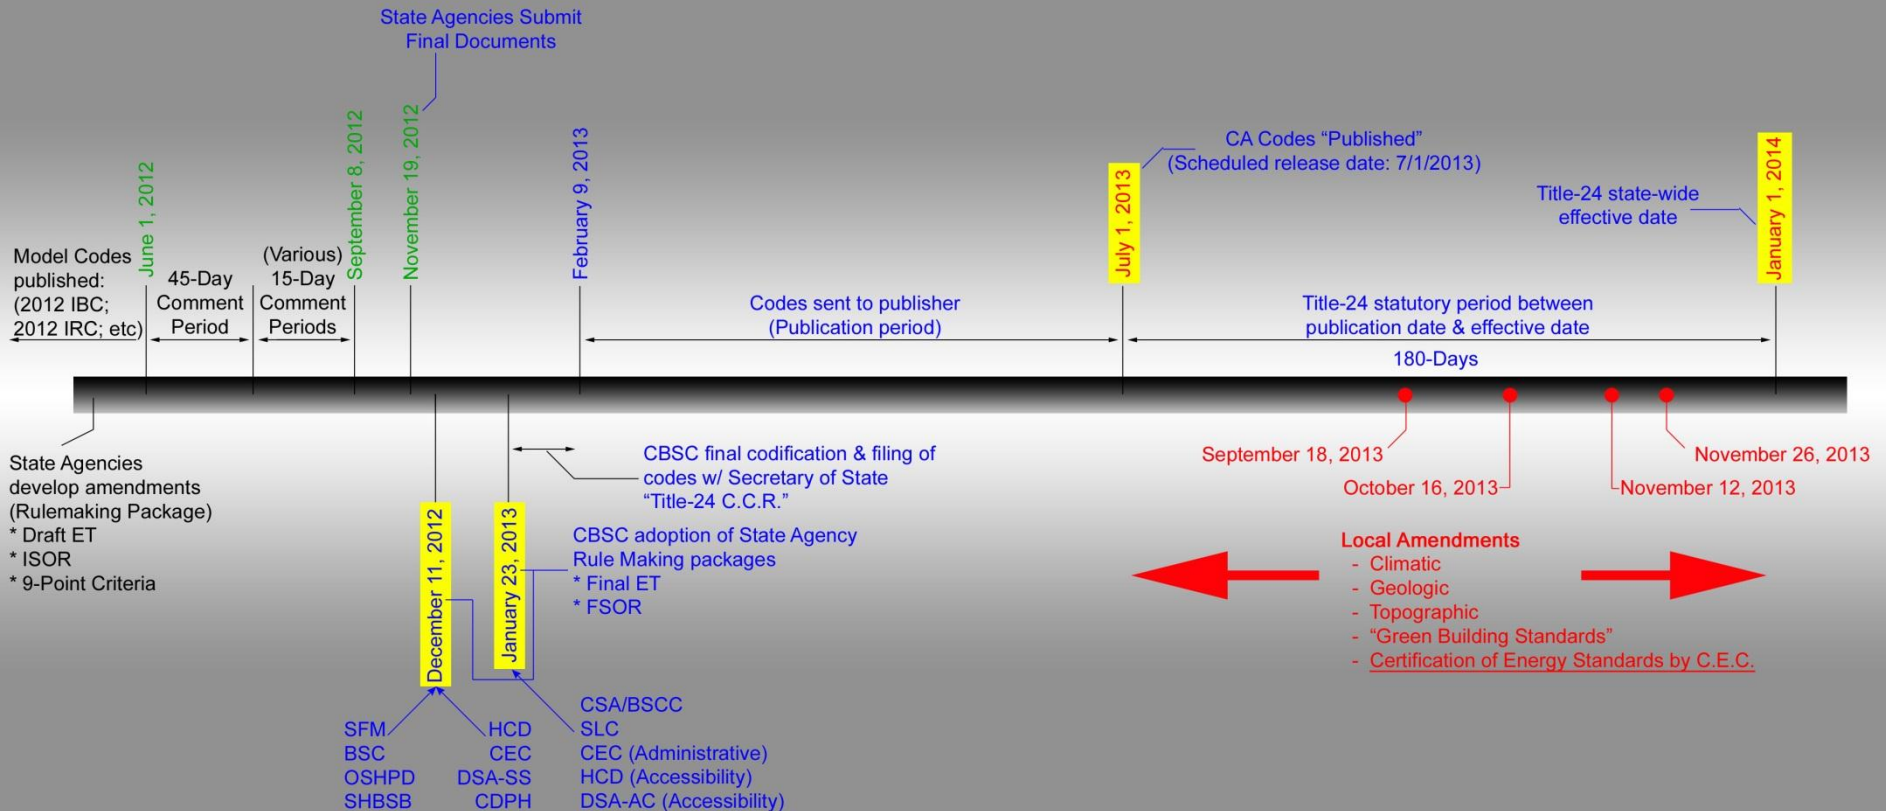 State Agencies Submit
Final Documents
June 1, 2012
September 8, 2012
November 19, 2012
February 9, 2013
July 1, 2013
CA Codes “Published”
(Scheduled release date: 7/1/2013)
January 1, 2014
Title-24 state-wide
effective date
Model Codes
published:
(2012 IBC;
2012 IRC; etc)
45-Day
Comment
Period
(Various)
15-Day
Comment
Periods
Codes sent to publisher
(Publication period)
Title-24 statutory period between
publication date & effective date
180-Days
State Agencies
develop amendments
(Rulemaking Package)
* Draft ET
* ISOR
* 9-Point Criteria
December 11, 2012
January 23, 2013
CBSC final codification & filing of
codes w/ Secretary of State
“Title-24 C.C.R.”
CBSC adoption of State Agency
Rule Making packages
* Final ET
* FSOR
SFM
BSC
OSHPD
SHBSB
HCD
CEC
DSA-SS
CDPH
CSA/BSCC
SLC
CEC (Administrative)
HCD (Accessibility)
DSA-AC (Accessibility)
September 18, 2013
October 16, 2013
November 12, 2013
November 26, 2013
Local Amendments
- Climatic
- Geologic
- Topographic
- “Green Building Standards”
- Certification of Energy Standards by C.E.C.